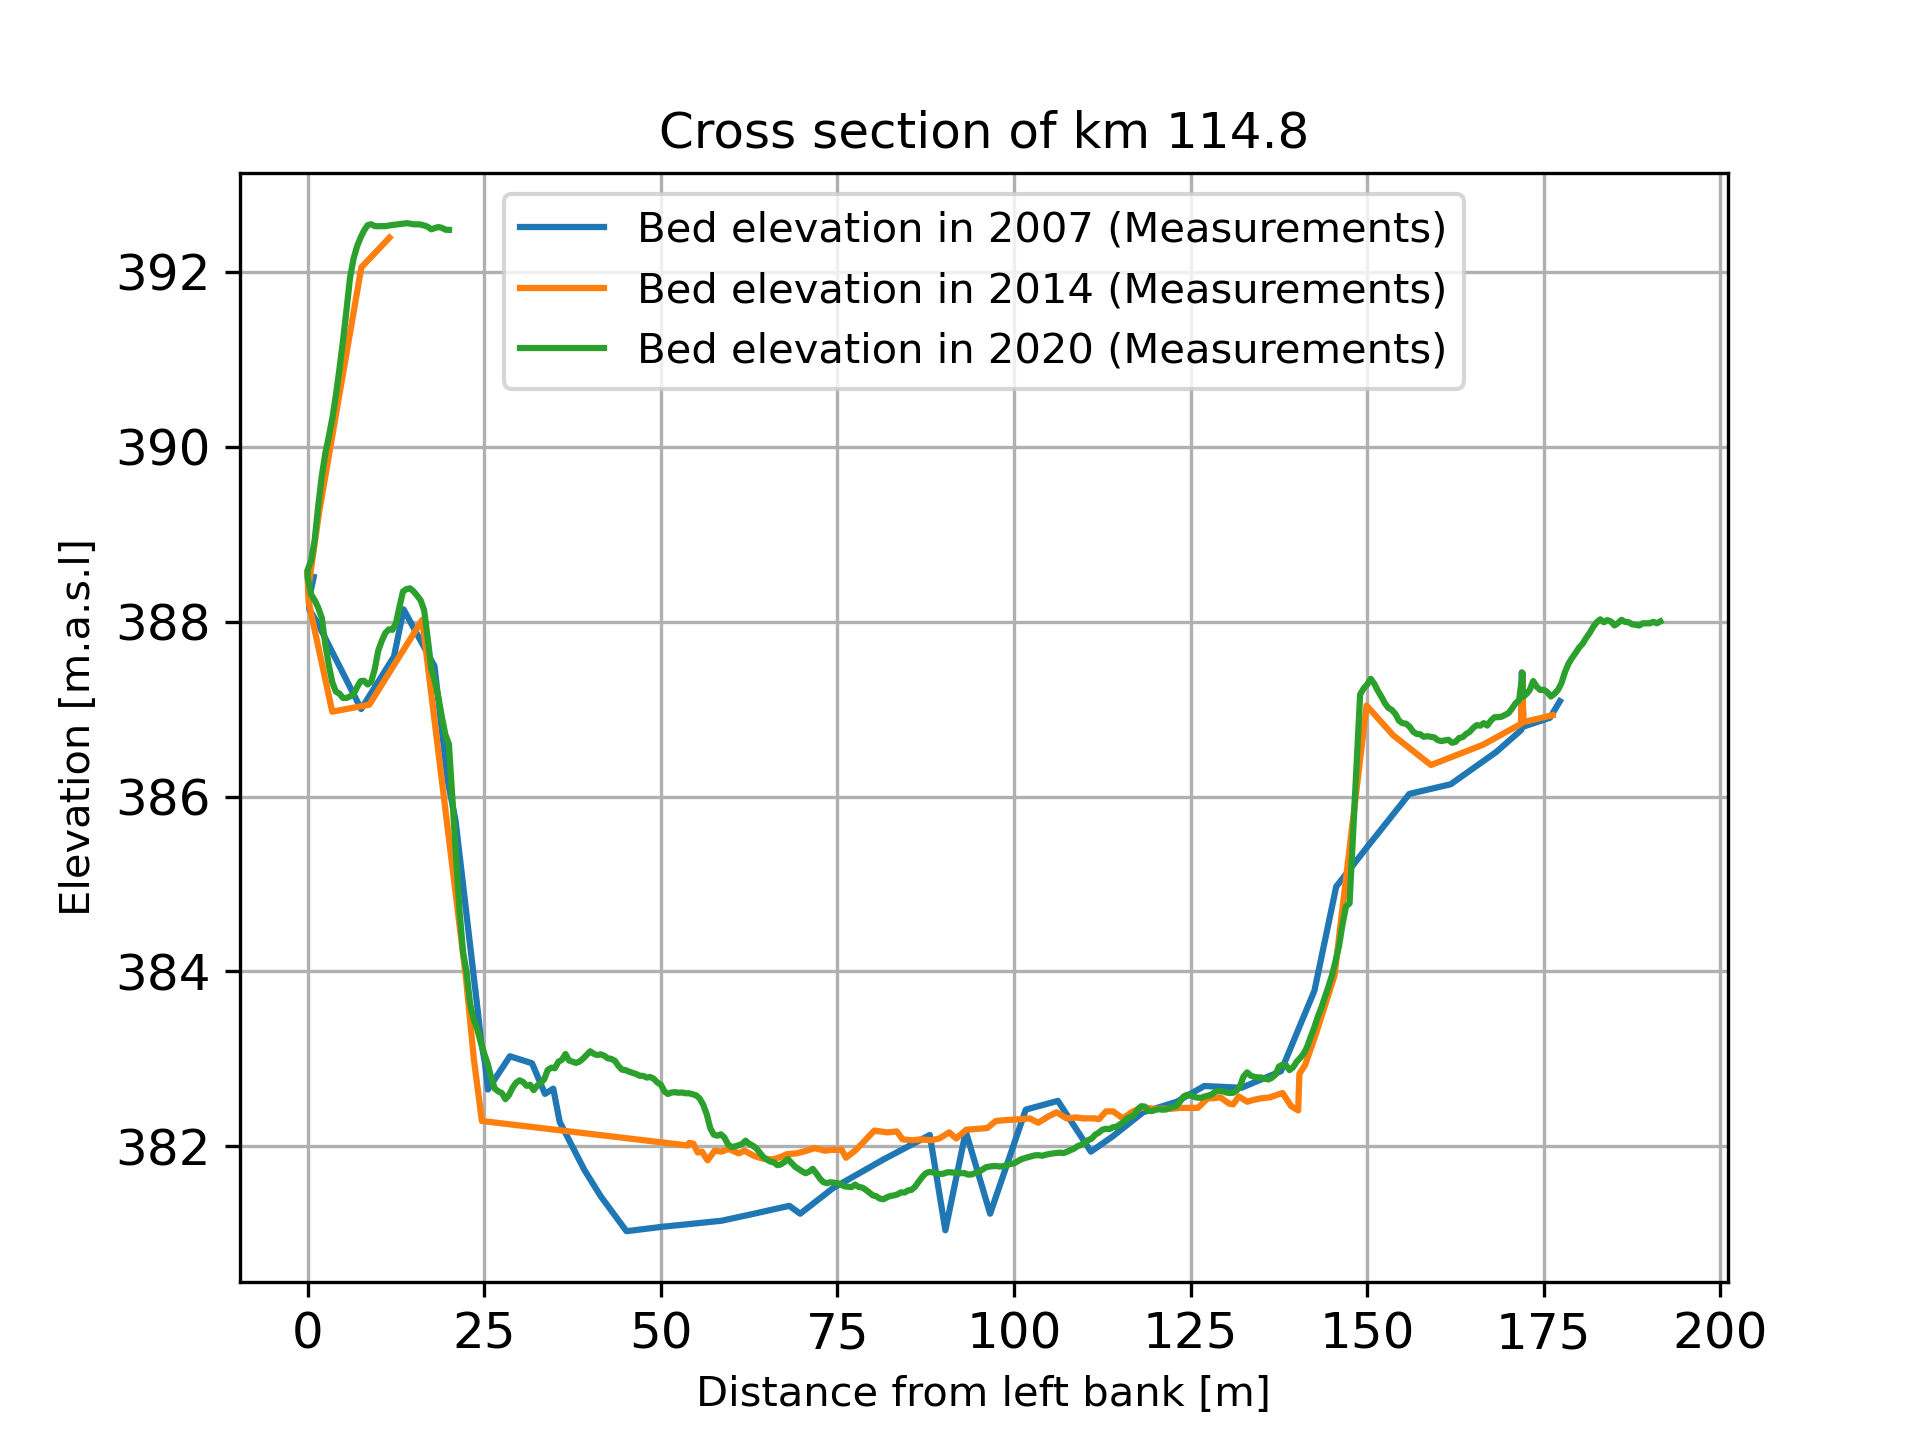 Cross section of km 114.8
Bed elevation in 2007 (Measurements)
Bed elevation in 2014 (Measurements)
Bed elevation in 2020 (Measurements)
Elevation [m.a.s.l]
392
390
388
386
384
382
0 25 50 75 100 125 150 175 200
Distance from left bank [m]